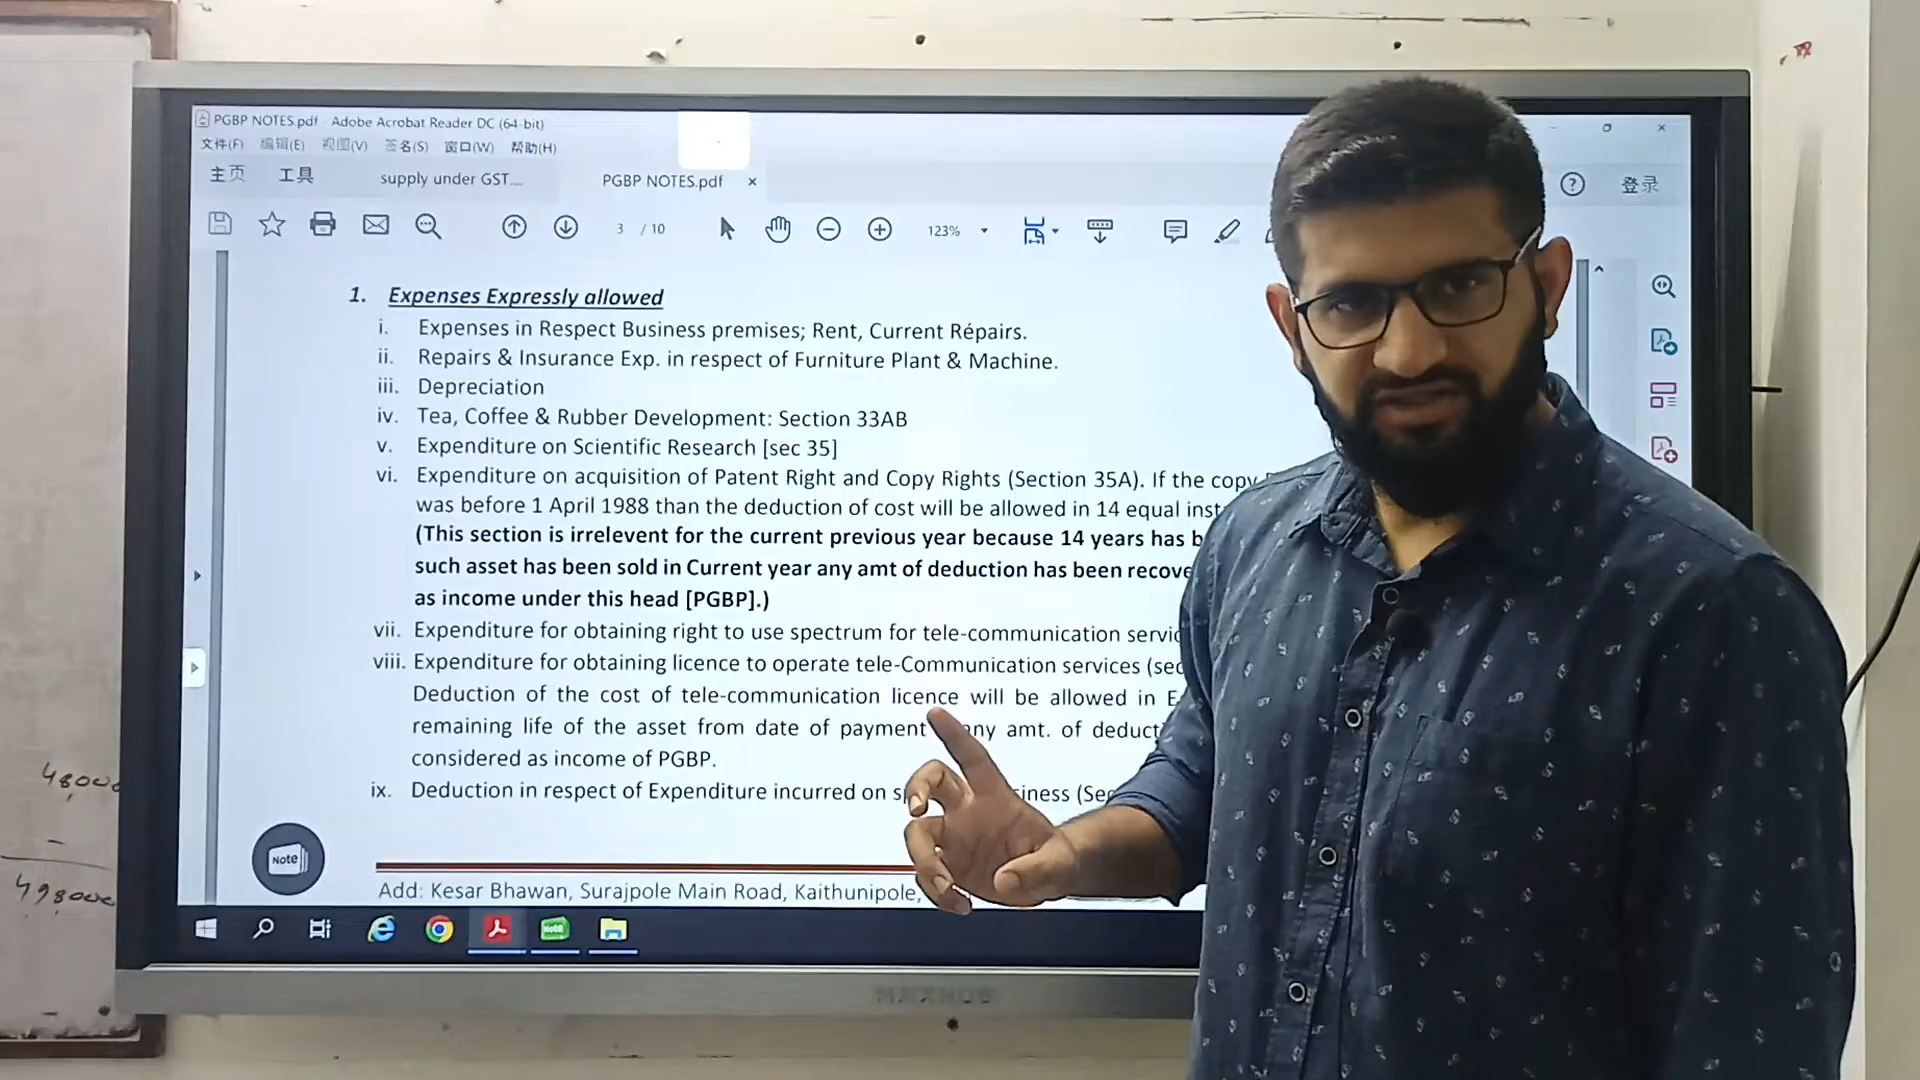 PGBP NOTES.pdf - Adobe Acrobat Reader DC (64-bit)
文件(F) 编辑(E) 视图(V) 签名(S) 窗口(W) 帮助(H)
主页 工具 supply under GST.... PGBP NOTES.pdf × ? 登录
3 / 10 123%
1. Expenses Expressly allowed
i. Expenses in Respect Business premises; Rent, Current Répairs.
ii. Repairs & Insurance Exp. in respect of Furniture Plant & Machine.
iii. Depreciation
iv. Tea, Coffee & Rubber Development: Section 33AB
v. Expenditure on Scientific Research [sec 35]
vi. Expenditure on acquisition of Patent Right and Copy Rights (Section 35A). If the copy
was before 1 April 1988 than the deduction of cost will be allowed in 14 equal inst
(This section is irrelevent for the current previous year because 14 years has b
such asset has been sold in Current year any amt of deduction has been recove
as income under this head [PGBP].)
vii. Expenditure for obtaining right to use spectrum for tele-communication servic
viii. Expenditure for obtaining licence to operate tele-Communication services (sec
Deduction of the cost of tele-communication licence will be allowed in E
remaining life of the asset from date of payment any amt. of deduct
considered as income of PGBP.
ix. Deduction in respect of Expenditure incurred on s iness (Sec
Note
Add: Kesar Bhawan, Surajpole Main Road, Kaithunipole,
Note
MAXHUB
48,000
498000